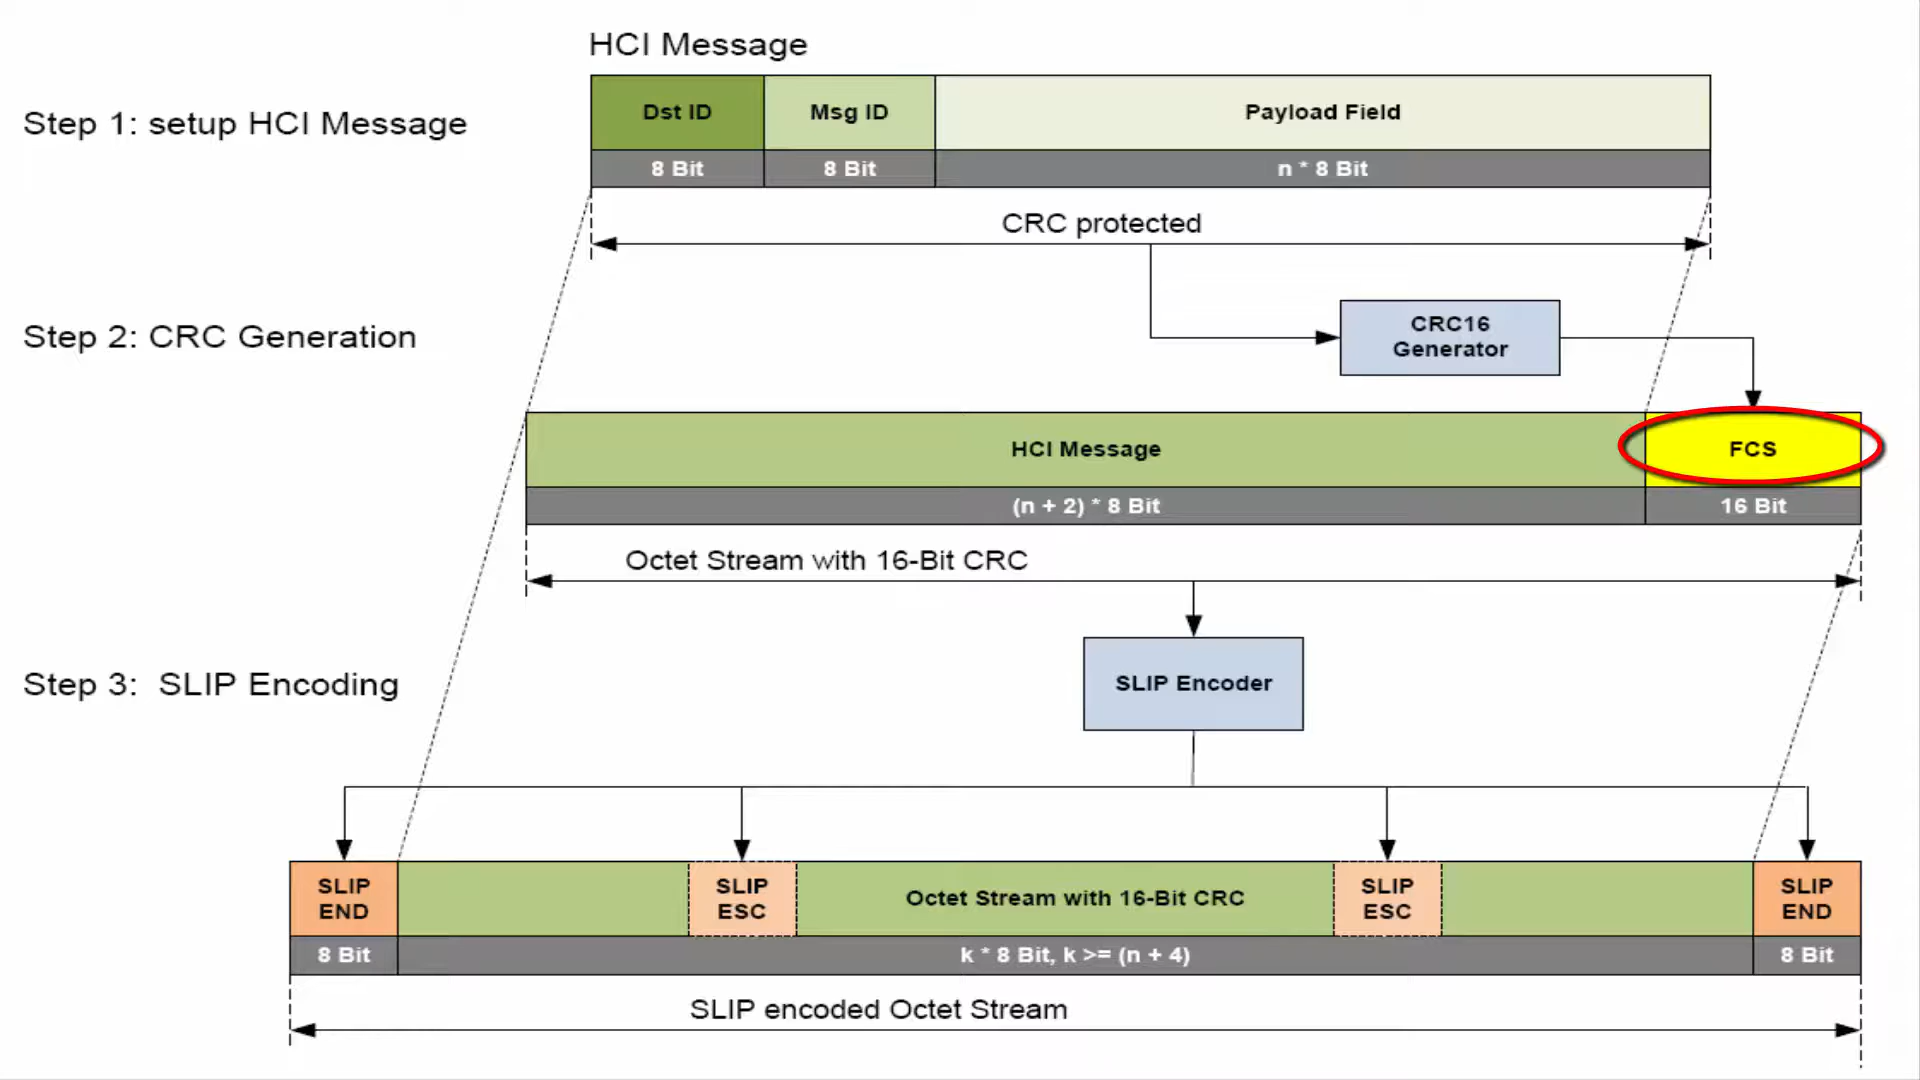 HCI Message
Step 1: setup HCI Message
Dst ID
Msg ID
Payload Field
8 Bit
8 Bit
n * 8 Bit
CRC protected
Step 2: CRC Generation
CRC16
Generator
HCI Message
FCS
(n + 2) * 8 Bit
16 Bit
Octet Stream with 16-Bit CRC
Step 3: SLIP Encoding
SLIP Encoder
SLIP
END
SLIP
ESC
Octet Stream with 16-Bit CRC
SLIP
ESC
SLIP
END
8 Bit
k * 8 Bit, k >= (n + 4)
8 Bit
SLIP encoded Octet Stream